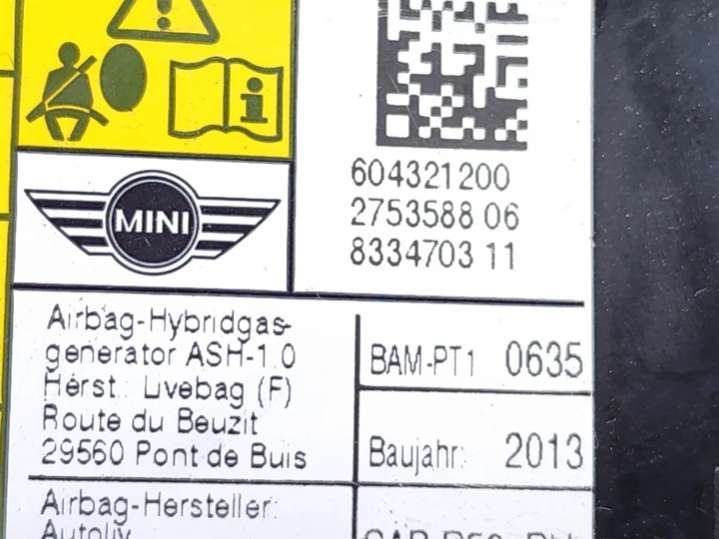 604321200
2753588 06
8334703 11
MINI
Airbag-Hybridgas-
generator ASH-1.0
Herst.: Livebag (F)
Route du Beuzit
29560 Pont de Buis
BAM-PT1 0635
Baujahr: 2013
Airbag-Hersteller:
Autoliv